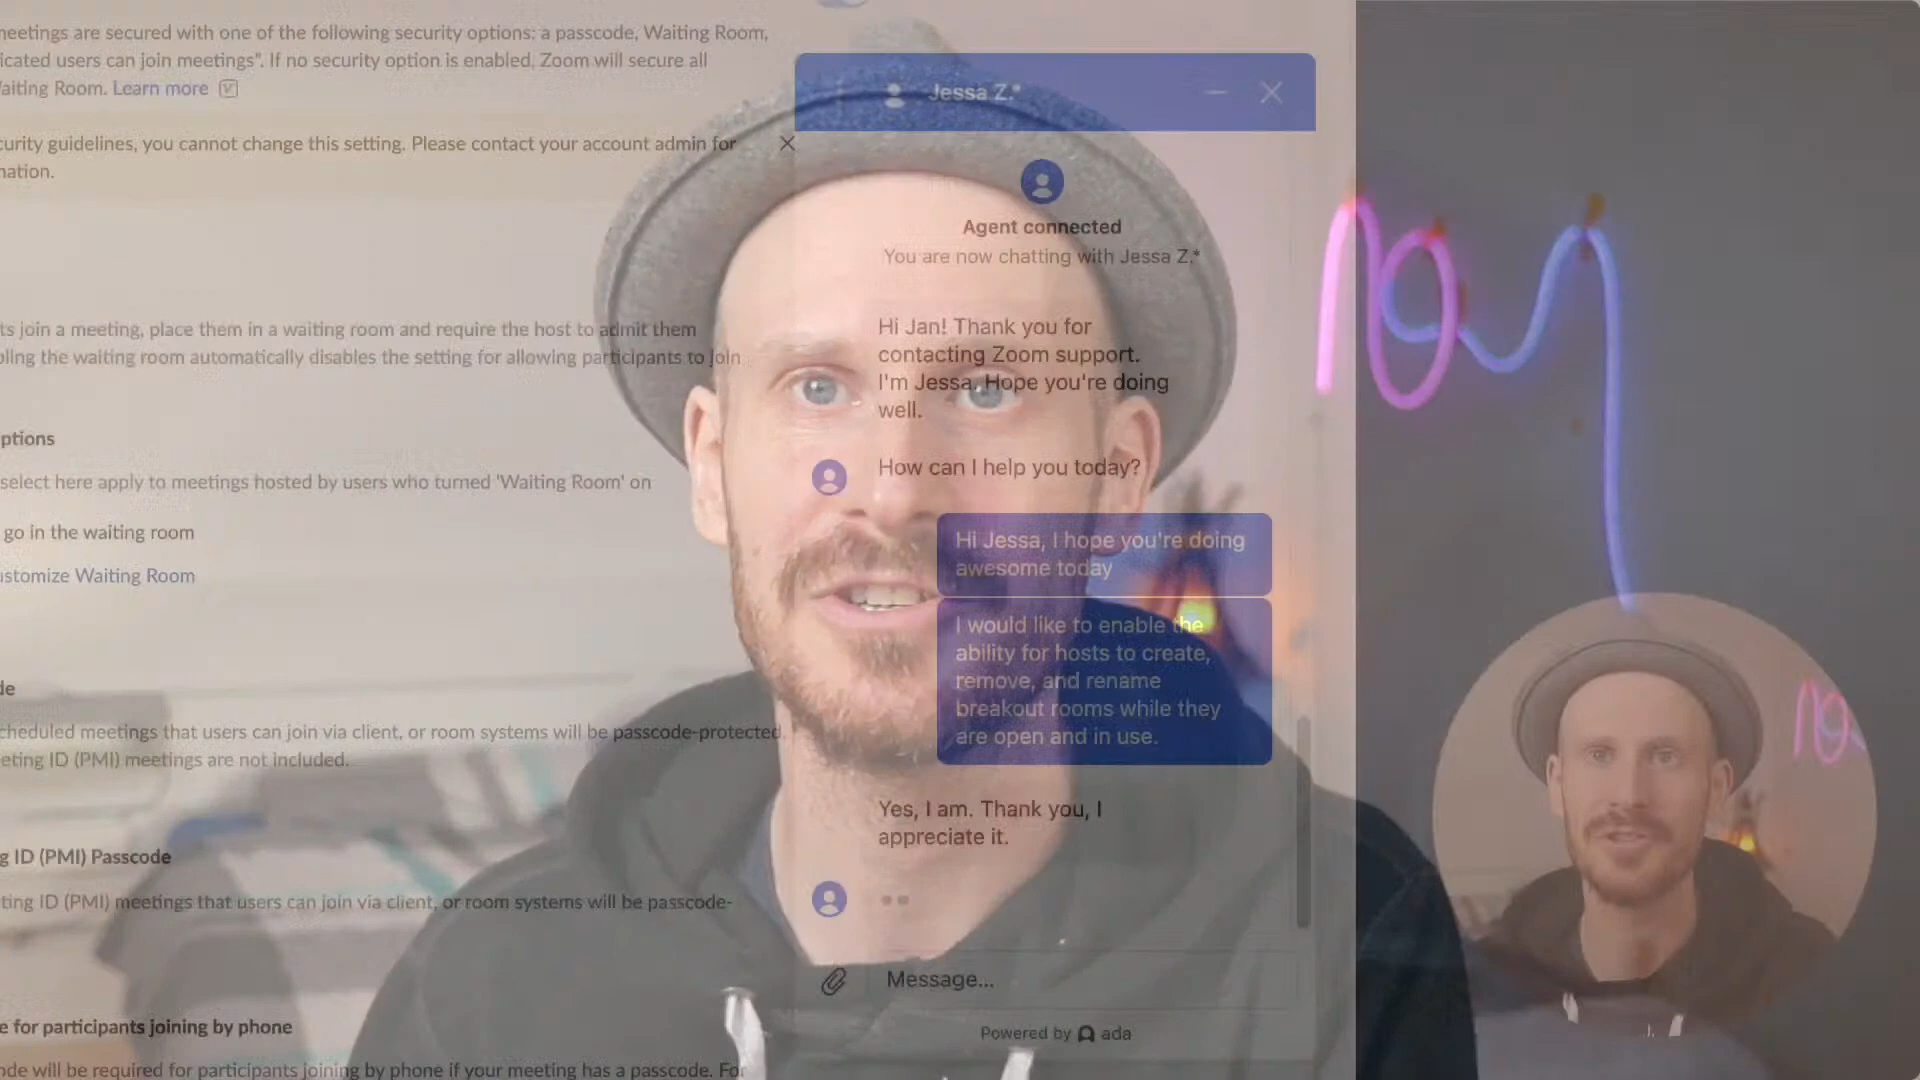 neetings are secured with one of the following security options: a passcode, Waiting Room,
icated users can join meetings". If no security option is enabled, Zoom will secure all
Waiting Room. Learn more
curity guidelines, you cannot change this setting. Please contact your account admin for
nation.
ts join a meeting, place them in a waiting room and require the host to admit them
bling the waiting room automatically disables the setting for allowing participants to join
ptions
select here apply to meetings hosted by users who turned 'Waiting Room' on
go in the waiting room
ustomize Waiting Room
de
cheduled meetings that users can join via client, or room systems will be passcode-protected.
eting ID (PMI) meetings are not included.
g ID (PMI) Passcode
ting ID (PMI) meetings that users can join via client, or room systems will be passcode-
e for participants joining by phone
ode will be required for participants joining by phone if your meeting has a passcode. For
Jessa Z.*
Agent connected
You are now chatting with Jessa Z.*
Hi Jan! Thank you for
contacting Zoom support.
I'm Jessa. Hope you're doing
well.
How can I help you today?
Hi Jessa, I hope you're doing
awesome today
I would like to enable the
ability for hosts to create,
remove, and rename
breakout rooms while they
are open and in use.
Yes, I am. Thank you, I
appreciate it.
Message...
Powered by ada